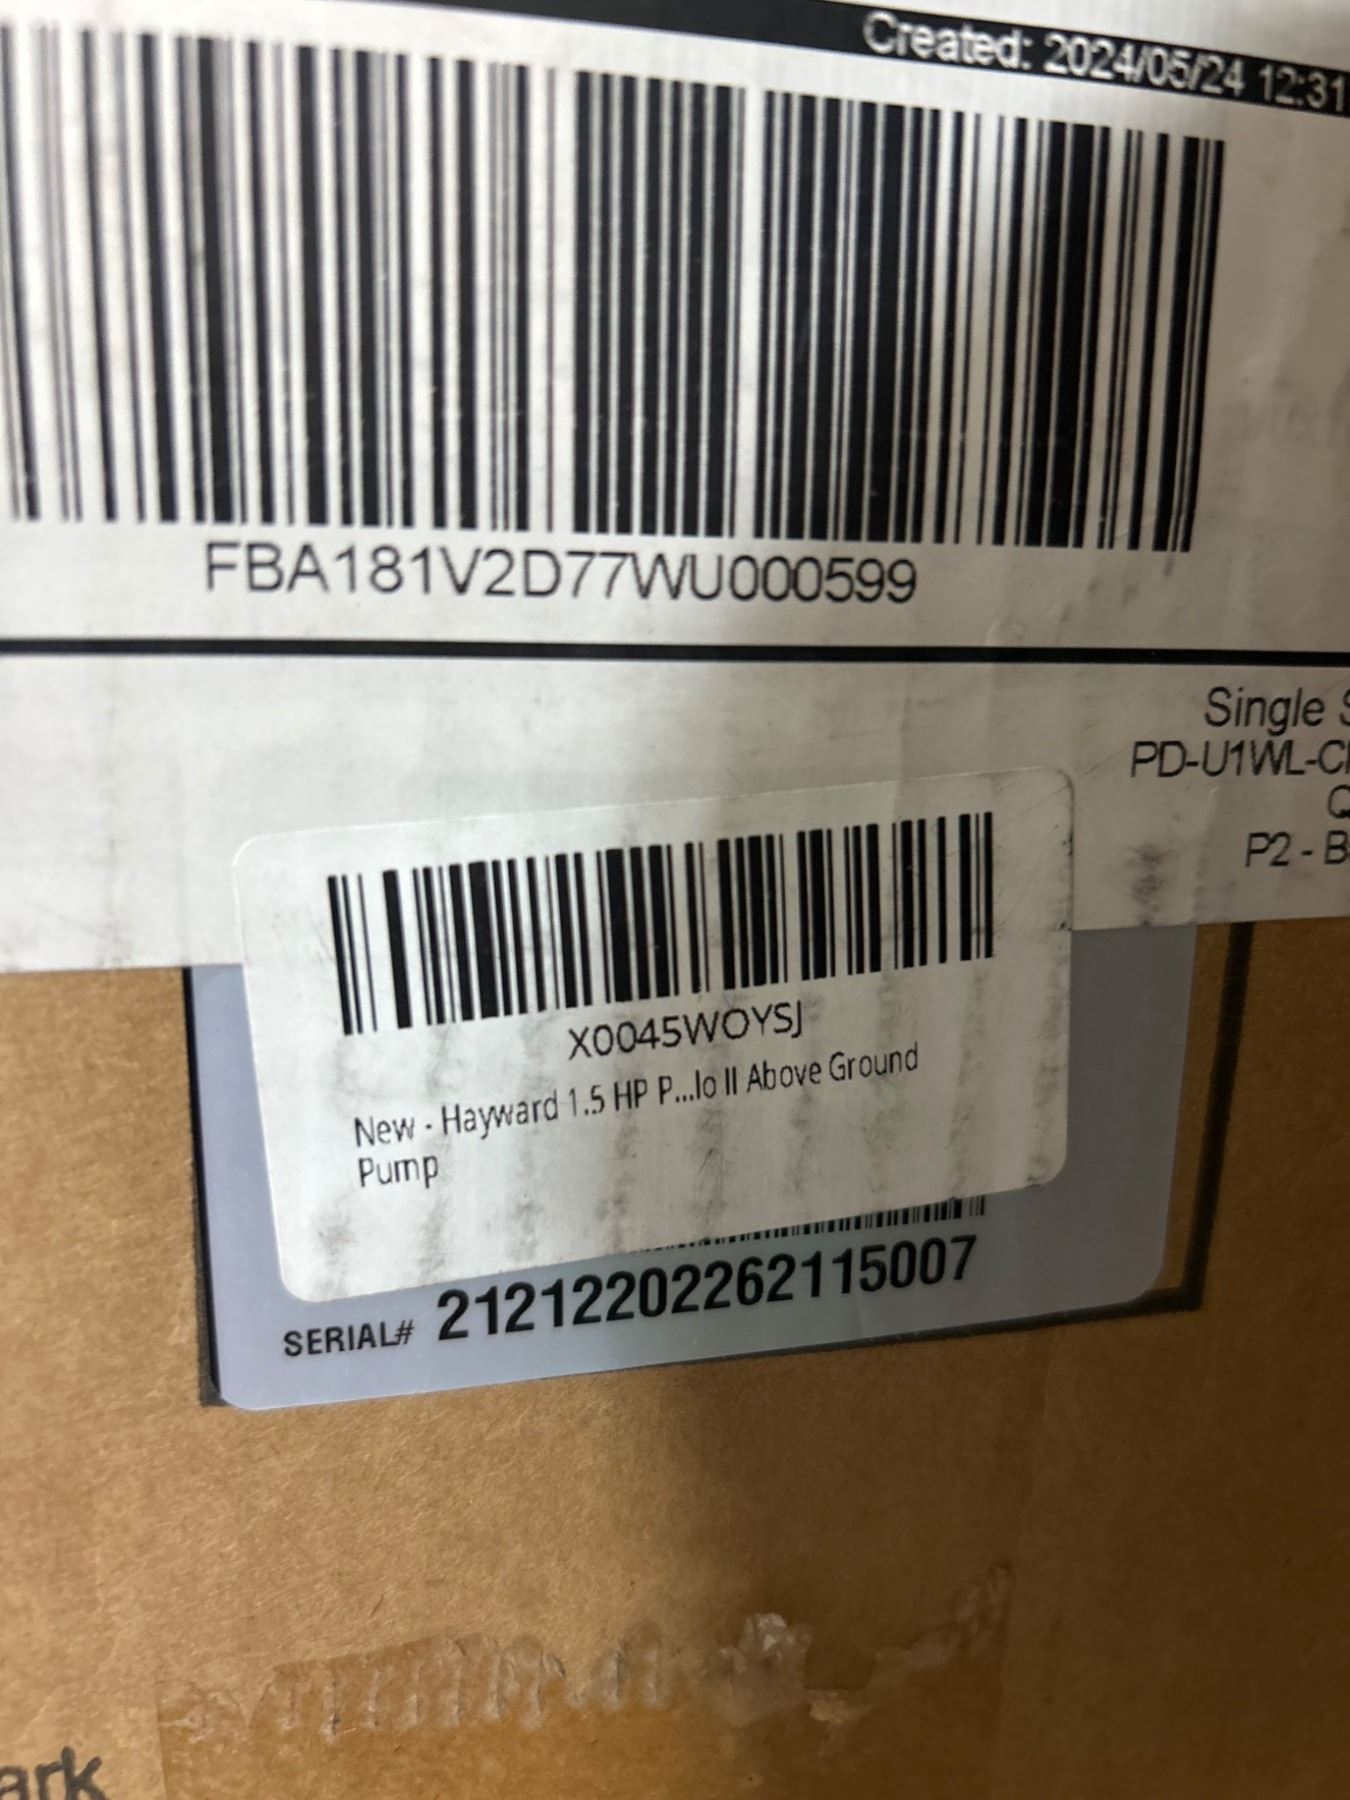 Created: 2024/05/24 12:31
FBA181V2D77WU000599
Single
PD-U1WL-C
P2 - B
X0045WOYSJ
New - Hayward 1.5 HP P...lo II Above Ground
Pump
SERIAL# 21212202262115007
ark